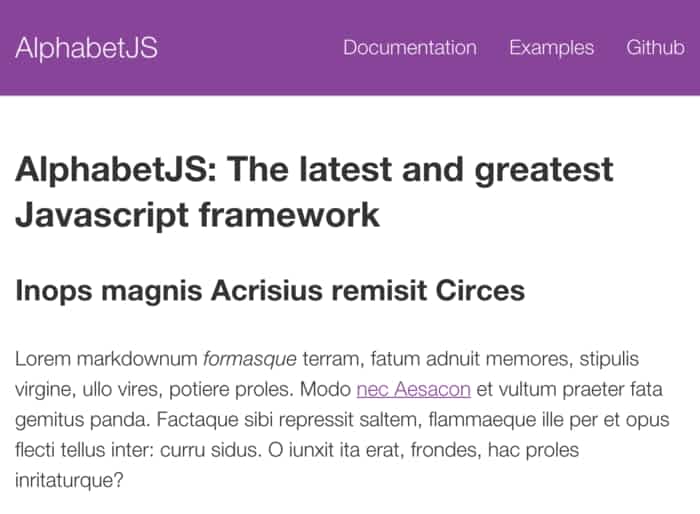 AlphabetJS Documentation Examples Github
AlphabetJS: The latest and greatest
Javascript framework
Inops magnis Acrisius remisit Circes
Lorem markdownum formasque terram, fatum adnuit memores, stipulis
virgine, ullo vires, potiere proles. Modo nec Aesacon et vultum praeter fata
gemitus panda. Factaque sibi repressit saltem, flammaeque ille per et opus
flecti tellus inter: curru sidus. O iunxit ita erat, frondes, hac proles
inritaturque?